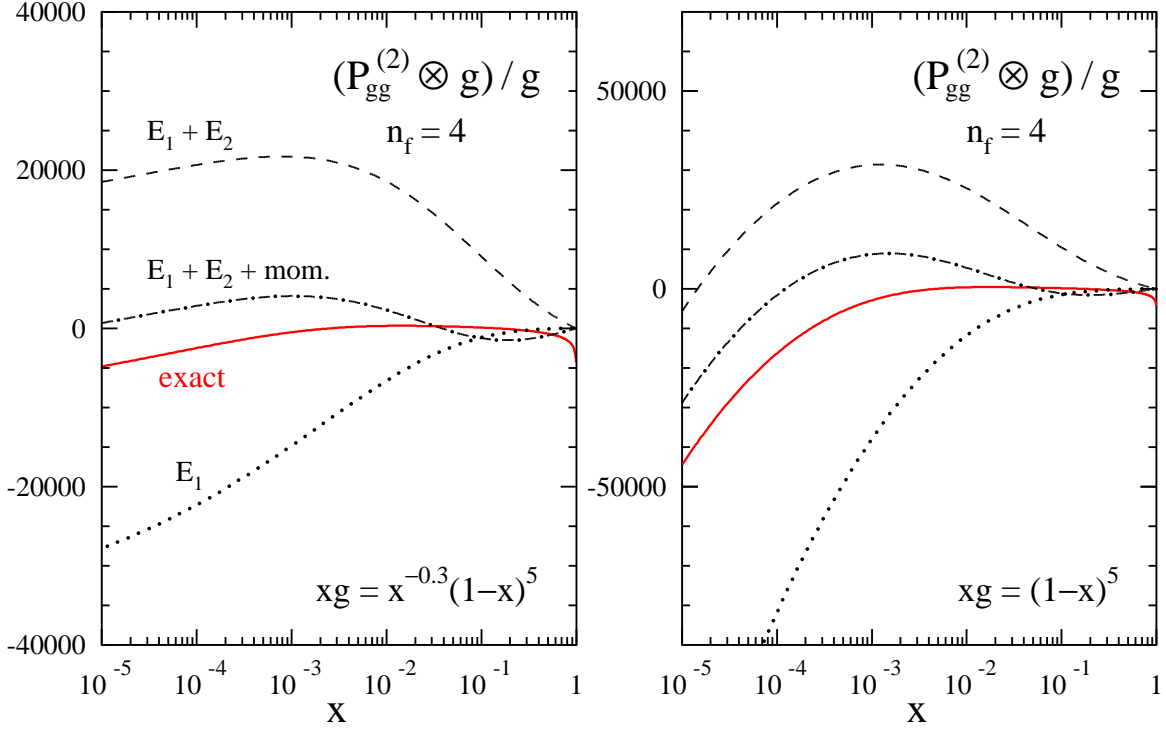 40000
20000
0
-20000
-40000
(P_gg^(2) ⊗ g) / g
n_f = 4
E_1 + E_2
E_1 + E_2 + mom.
exact
E_1
xg = x^−0.3(1−x)^5
10^-5 10^-4 10^-3 10^-2 10^-1 1
x
50000
0
-50000
(P_gg^(2) ⊗ g) / g
n_f = 4
xg = (1−x)^5
10^-5 10^-4 10^-3 10^-2 10^-1 1
x